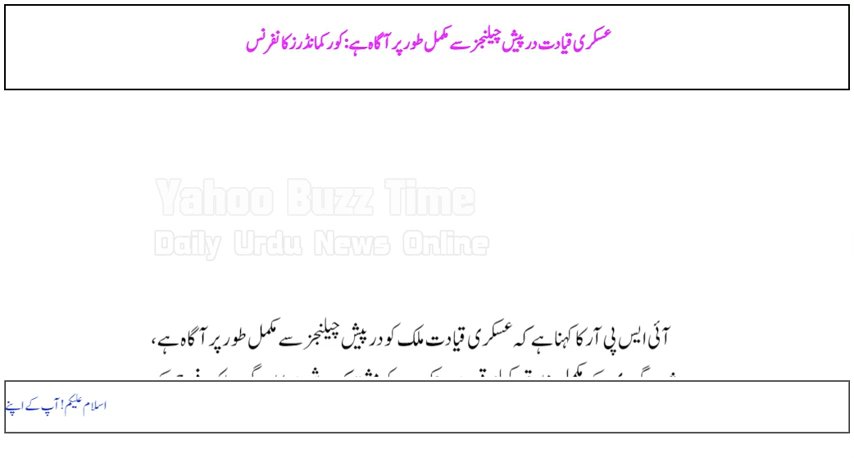 عسکری قیادت درپیش چیلنجز سے مکمل طور پر آگاہ ہے: کور کمانڈرز کانفرنس
Yahoo Buzz Time
Daily Urdu News Online
آئی ایس پی آر کا کہنا ہے کہ عسکری قیادت ملک کو درپیش چیلنجز سے مکمل طور پر آگاہ ہے،
اسلام علیکم! آپ کے اپنے